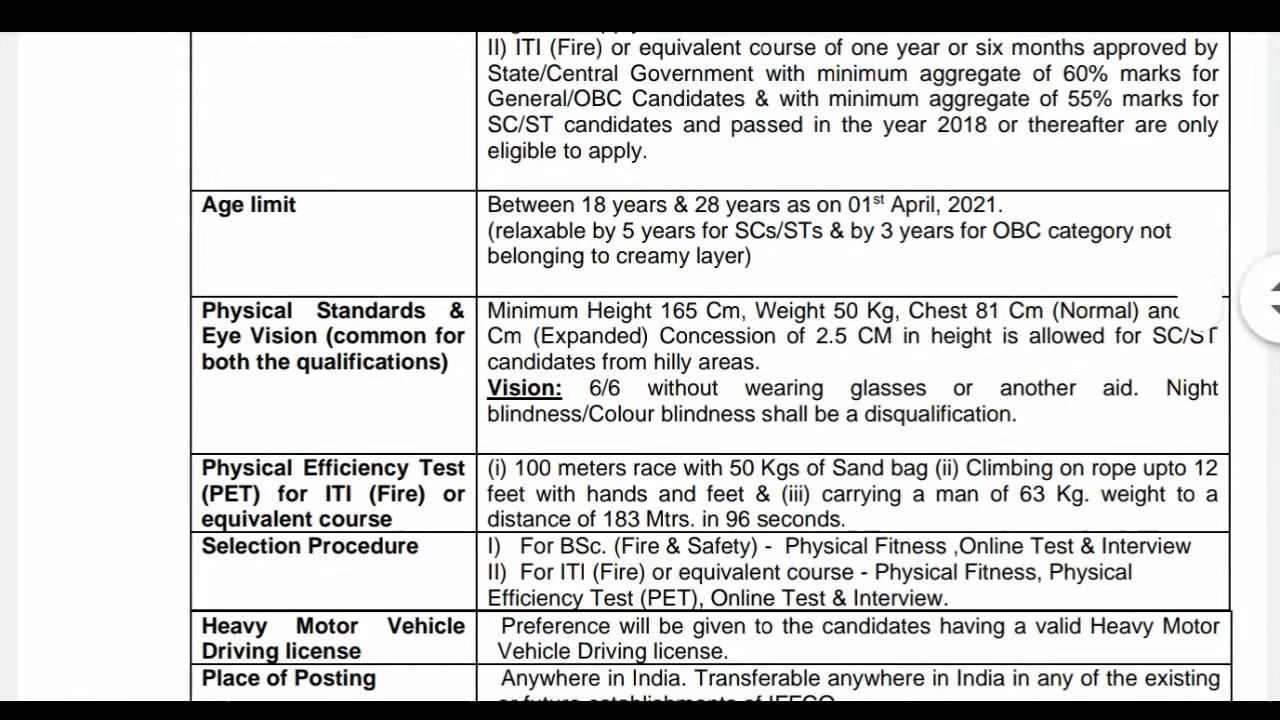 II) ITI (Fire) or equivalent course of one year or six months approved by
State/Central Government with minimum aggregate of 60% marks for
General/OBC Candidates & with minimum aggregate of 55% marks for
SC/ST candidates and passed in the year 2018 or thereafter are only
eligible to apply.
Age limit
Between 18 years & 28 years as on 01st April, 2021.
(relaxable by 5 years for SCs/STs & by 3 years for OBC category not
belonging to creamy layer)
Physical Standards &
Eye Vision (common for
both the qualifications)
Minimum Height 165 Cm, Weight 50 Kg, Chest 81 Cm (Normal) and
Cm (Expanded) Concession of 2.5 CM in height is allowed for SC/ST
candidates from hilly areas.
Vision: 6/6 without wearing glasses or another aid. Night
blindness/Colour blindness shall be a disqualification.
Physical Efficiency Test
(PET) for ITI (Fire) or
equivalent course
(i) 100 meters race with 50 Kgs of Sand bag (ii) Climbing on rope upto 12
feet with hands and feet & (iii) carrying a man of 63 Kg. weight to a
distance of 183 Mtrs. in 96 seconds.
Selection Procedure
I) For BSc. (Fire & Safety) - Physical Fitness ,Online Test & Interview
II) For ITI (Fire) or equivalent course - Physical Fitness, Physical
Efficiency Test (PET), Online Test & Interview.
Heavy Motor Vehicle
Driving license
Preference will be given to the candidates having a valid Heavy Motor
Vehicle Driving license.
Place of Posting
Anywhere in India. Transferable anywhere in India in any of the existing
or future establishments of IFFCO